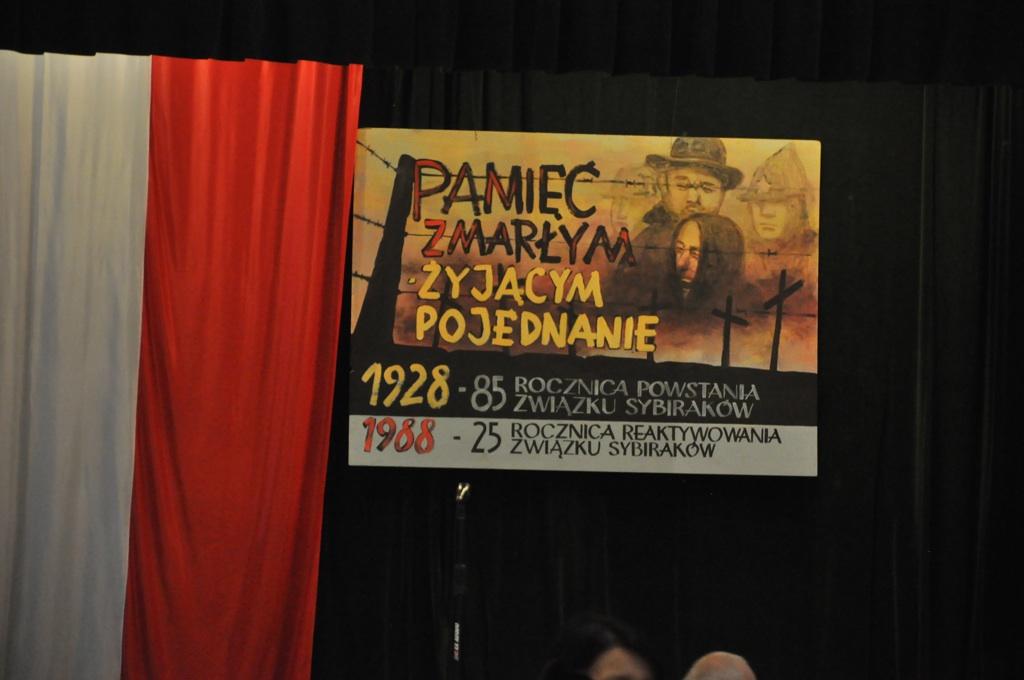 PAMIĘĆ
ZMARŁYM
·ŻYJĄCYM
POJEDNANIE
1928 - 85 ROCZNICA POWSTANIA
ZWIĄZKU SYBIRAKÓW
1988 - 25 ROCZNICA REAKTYWOWANIA
ZWIĄZKU SYBIRAKÓW